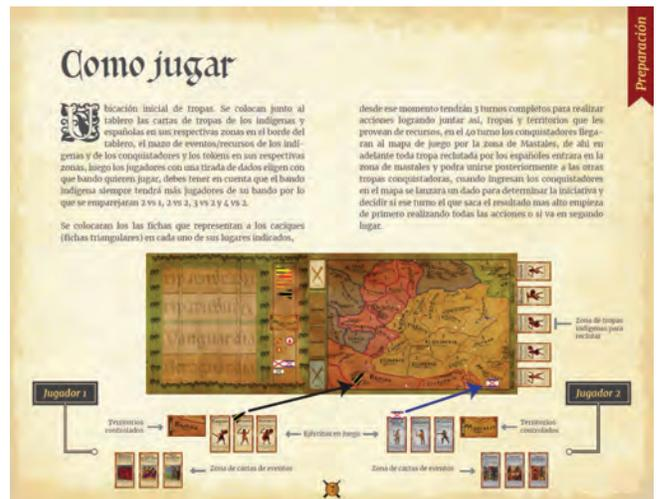 Preparación
Como jugar
Ubicación inicial de tropas. Se colocan junto al
tablero las cartas de tropas de los indígenas y
españolas en sus respectivas zonas en el borde del
tablero, el mazo de eventos/recursos de los indí-
genas y de los conquistadores y los tokens en sus respectivas
zonas, luego los jugadores con una tirada de dados eligen con
que bando quieren jugar, debes tener en cuenta que el bando
indígena siempre tendrá más jugadores de su bando por lo
que se emparejaran 2 vs 1, 2 vs 2, 3 vs 2 y 4 vs 2.
Se colocaran los las fichas que representan a los caciques
(fichas triangulares) en cada uno de sus lugares indicados,
desde ese momento tendrán 3 turnos completos para realizar
acciones logrando juntar así, tropas y territorios que les
provean de recursos, en el 4o turno los conquistadores llega-
ran al mapa de juego por la zona de Mastales, de ahí en
adelante toda tropa reclutada por los españoles entrara en la
zona de mastales y podra unirse posteriormente a las otras
tropas conquistadoras, cuando ingresan los conquistadores
en el mapa se lanzara un dado para determinar la iniciativa y
decidir si ese turno el que saca el resultado mas alto empieza
de primero realizando todas las acciones o si va en segundo
lugar.
Vanguardia
Zona de tropas
indígenas para
reclutar
Jugador 1
Jugador 2
Territorios
controlados
Ejércitos en Juego
Territorios
controlados
Zona de cartas de eventos
Zona de cartas de eventos